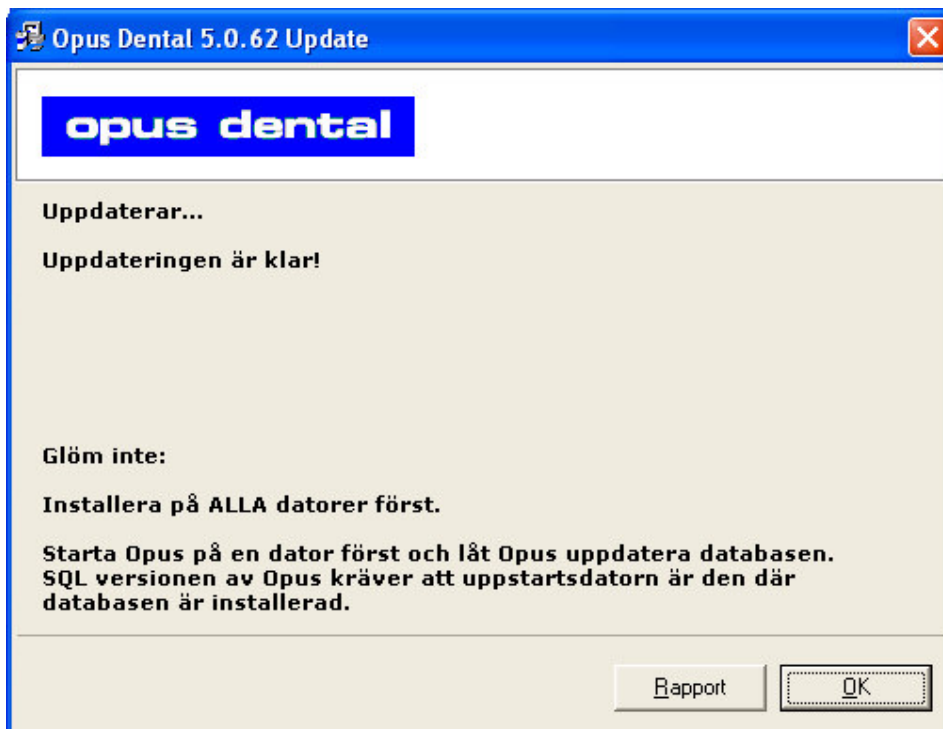 Opus Dental 5.0.62 Update
opus dental
Uppdaterar...
Uppdateringen är klar!
Glöm inte:
Installera på ALLA datorer först.
Starta Opus på en dator först och låt Opus uppdatera databasen.
SQL versionen av Opus kräver att uppstartsdatorn är den där
databasen är installerad.
Rapport
OK